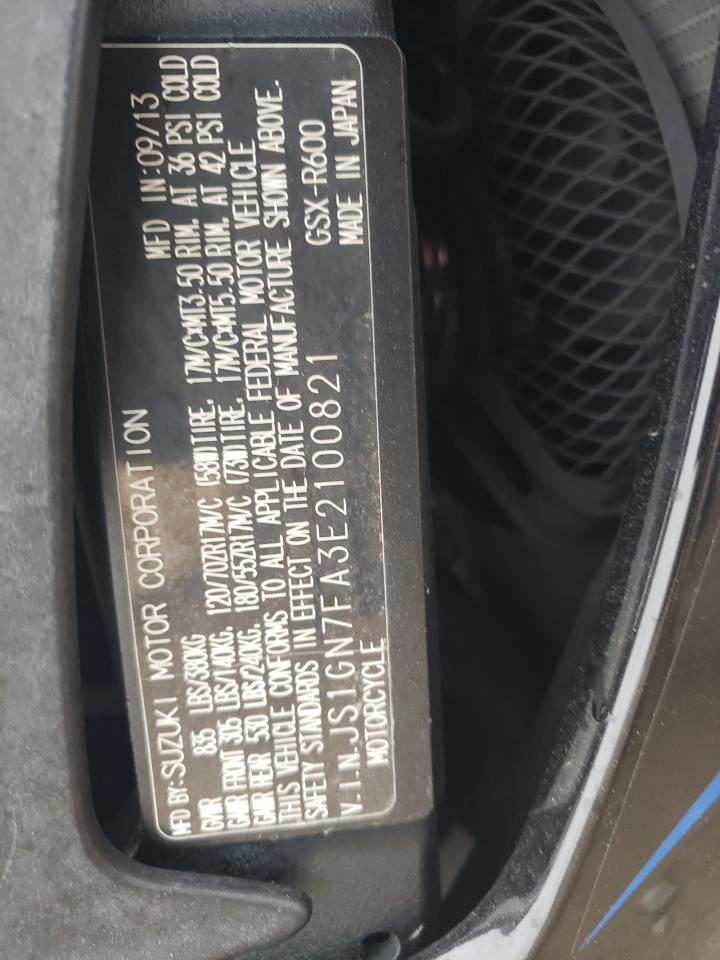 MFD BY:SUZUKI MOTOR CORPORATION MFD IN:09/13
GVWR 835 LBS/380KG
GAWR FRONT 305 LBS/140KG, 120/70ZR17M/C (58W)TIRE, 17M/C*MT3.50 RIM, AT 36 PSI COLD
GAWR REAR 530 LBS/240KG, 180/55ZR17M/C (73W)TIRE, 17M/C*MT5.50 RIM, AT 42 PSI COLD
THIS VEHICLE CONFORMS TO ALL APPLICABLE FEDERAL MOTOR VEHICLE
SAFETY STANDARDS IN EFFECT ON THE DATE OF MANUFACTURE SHOWN ABOVE.
V.I.N.JS1GN7FA3E2100821 GSX-R600
MOTORCYCLE MADE IN JAPAN